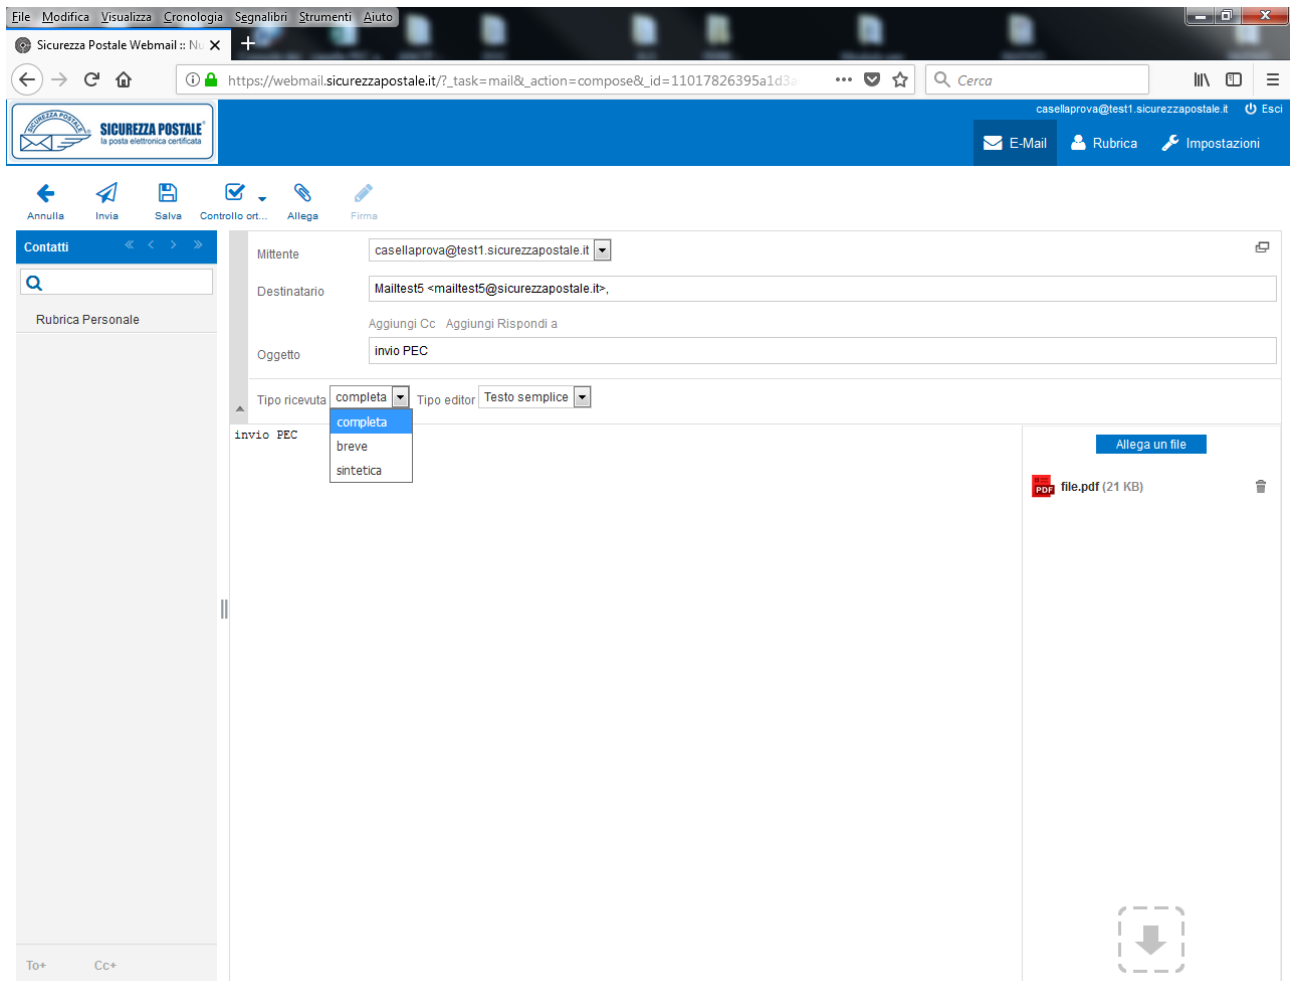 File Modifica Visualizza Cronologia Segnalibri Strumenti Aiuto
Sicurezza Postale Webmail :: Nu
https://webmail.sicurezzapostale.it/?_task=mail&_action=compose&_id=11017826395a1d3a
Cerca
SICUREZZA POSTALE
SICUREZZA POSTALE
la posta elettronica certificata
casellaprova@test1.sicurezzapostale.it Esci
E-Mail Rubrica Impostazioni
Annulla Invia Salva Controllo ort... Allega Firma
Contatti
Rubrica Personale
Mittente casellaprova@test1.sicurezzapostale.it
Destinatario Mailtest5 <mailtest5@sicurezzapostale.it>,
Aggiungi Cc Aggiungi Rispondi a
Oggetto invio PEC
Tipo ricevuta completa Tipo editor Testo semplice
completa
breve
sintetica
invio PEC
Allega un file
PDF file.pdf (21 KB)
To+ Cc+